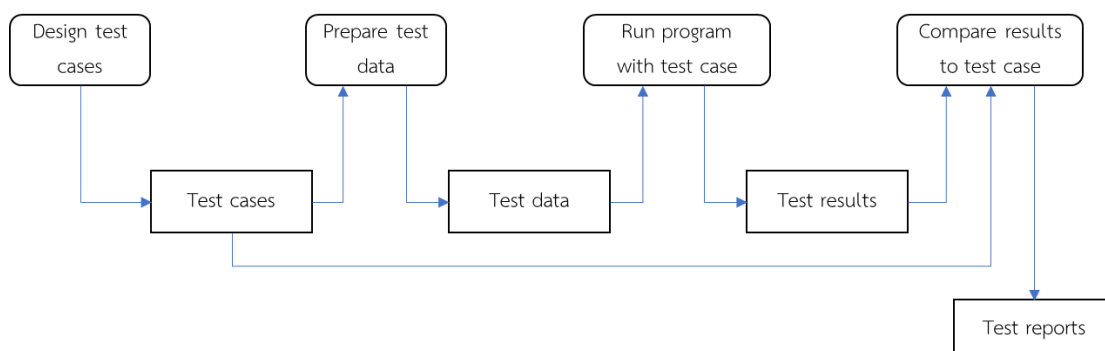 Design test
cases
Prepare test
data
Run program
with test case
Compare results
to test case
Test cases
Test data
Test results
Test reports